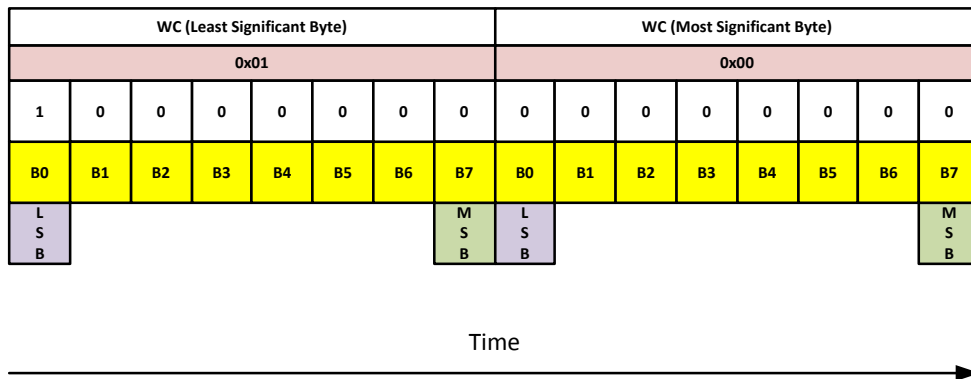 WC (Least Significant Byte) WC (Most Significant Byte)
0x01 0x00
1 0 0 0 0 0 0 0 0 0 0 0 0 0 0 0
B0 B1 B2 B3 B4 B5 B6 B7 B0 B1 B2 B3 B4 B5 B6 B7
L M L M
S S S S
B B B B
Time